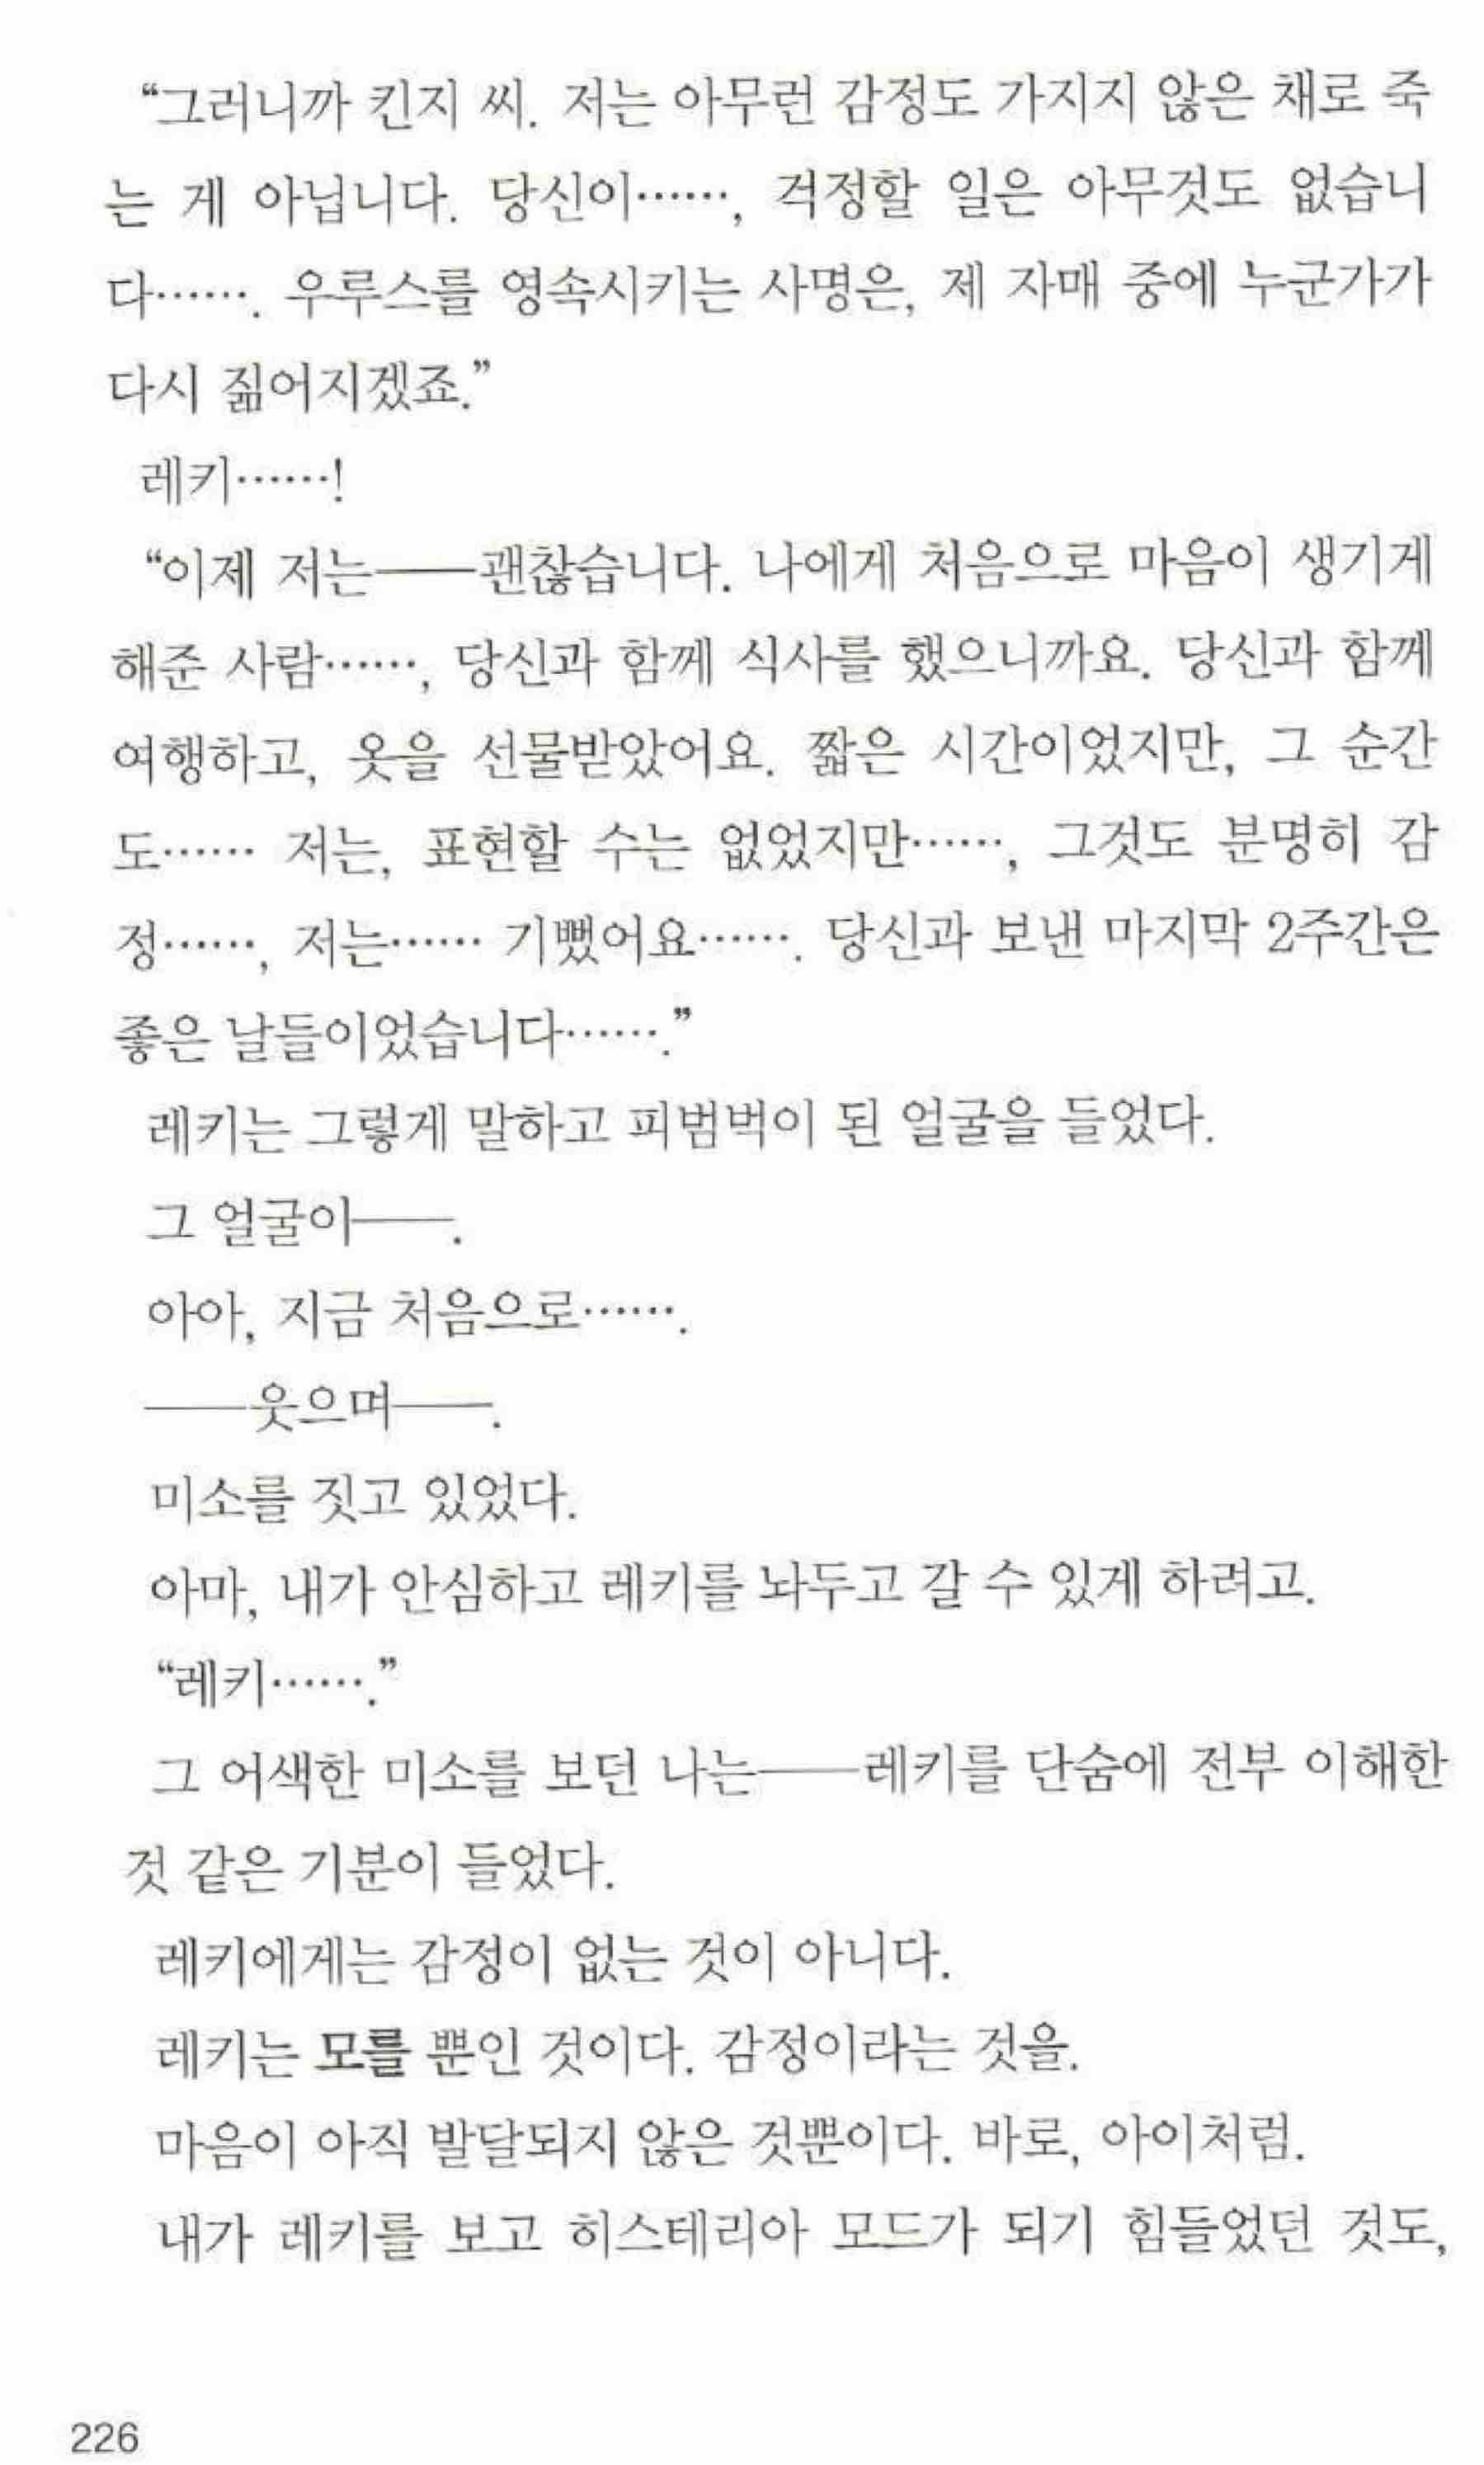 “그러니까 킨지 씨. 저는 아무런 감정도 가지지 않은 채로 죽
는 게 아닙니다. 당신이……, 걱정할 일은 아무것도 없습니
다……. 우루스를 영속시키는 사명은, 제 자매 중에 누군가가
다시 짊어지겠죠.”
레키……!
“이제 저는──괜찮습니다. 나에게 처음으로 마음이 생기게
해준 사람……, 당신과 함께 식사를 했으니까요. 당신과 함께
여행하고, 옷을 선물받았어요. 짧은 시간이었지만, 그 순간
도…… 저는, 표현할 수는 없었지만……, 그것도 분명히 감
정……, 저는…… 기뻤어요……. 당신과 보낸 마지막 2주간은
좋은 날들이었습니다…….”
레키는 그렇게 말하고 피범벅이 된 얼굴을 들었다.
그 얼굴이──.
아아, 지금 처음으로…….
──웃으며──.
미소를 짓고 있었다.
아마, 내가 안심하고 레키를 놔두고 갈 수 있게 하려고.
“레키…….”
그 어색한 미소를 보던 나는──레키를 단숨에 전부 이해한
것 같은 기분이 들었다.
레키에게는 감정이 없는 것이 아니다.
레키는 모를 뿐인 것이다. 감정이라는 것을.
마음이 아직 발달되지 않은 것뿐이다. 바로, 아이처럼.
내가 레키를 보고 히스테리아 모드가 되기 힘들었던 것도,
226